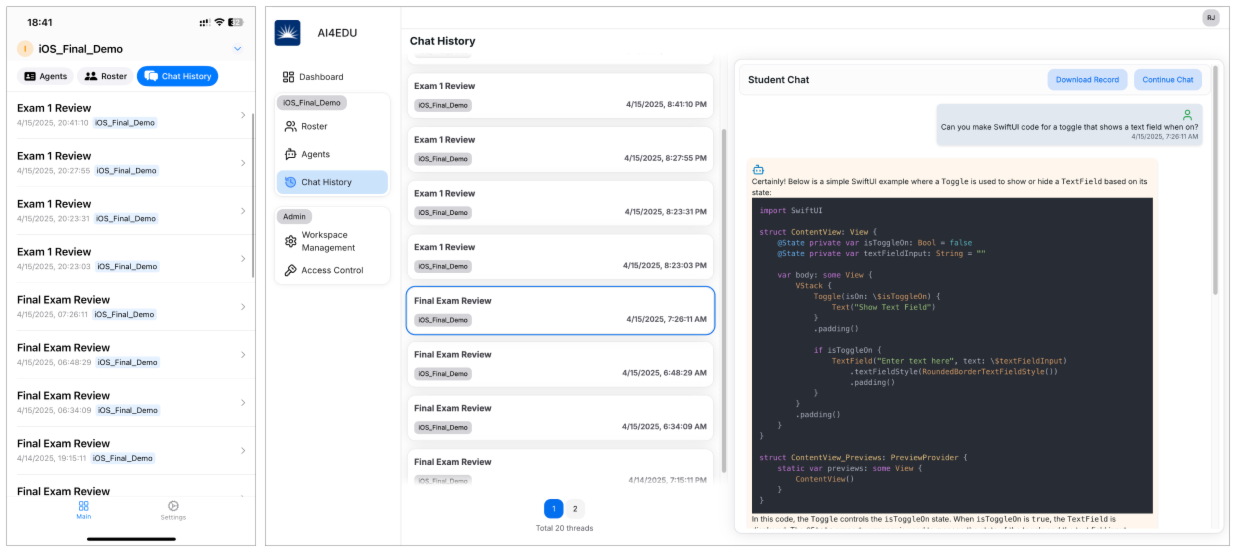 18:41
iOS_Final_Demo
Agents
Roster
Chat History
Exam 1 Review
4/15/2025, 20:41:10 iOS_Final_Demo
Exam 1 Review
4/15/2025, 20:27:55 iOS_Final_Demo
Exam 1 Review
4/15/2025, 20:23:31 iOS_Final_Demo
Exam 1 Review
4/15/2025, 20:23:03 iOS_Final_Demo
Final Exam Review
4/15/2025, 07:26:11 iOS_Final_Demo
Final Exam Review
4/15/2025, 06:48:29 iOS_Final_Demo
Final Exam Review
4/15/2025, 06:34:09 iOS_Final_Demo
Final Exam Review
4/14/2025, 19:15:11 iOS_Final_Demo
Final Exam Review
Main
Settings
AI4EDU
Dashboard
iOS_Final_Demo
Roster
Agents
Chat History
Admin
Workspace
Management
Access Control
RJ
Chat History
Exam 1 Review
iOS_Final_Demo
4/15/2025, 8:41:10 PM
Exam 1 Review
iOS_Final_Demo
4/15/2025, 8:27:55 PM
Exam 1 Review
iOS_Final_Demo
4/15/2025, 8:23:31 PM
Exam 1 Review
iOS_Final_Demo
4/15/2025, 8:23:03 PM
Final Exam Review
iOS_Final_Demo
4/15/2025, 7:26:11 AM
Final Exam Review
iOS_Final_Demo
4/15/2025, 6:48:29 AM
Final Exam Review
iOS_Final_Demo
4/15/2025, 6:34:09 AM
Final Exam Review
iOS_Final_Demo
4/14/2025, 7:15:11 PM
1 2
Total 20 threads
Student Chat
Download Record
Continue Chat
Can you make SwiftUI code for a toggle that shows a text field when on?
4/15/2025, 7:26:11 AM
Certainly! Below is a simple SwiftUI example where a Toggle is used to show or hide a TextField based on its
state:
import SwiftUI
struct ContentView: View {
@State private var isToggleOn: Bool = false
@State private var textFieldInput: String = ""
var body: some View {
VStack {
Toggle(isOn: \$isToggleOn) {
Text("Show Text Field")
}
.padding()
if isToggleOn {
TextField("Enter text here", text: \$textFieldInput)
.textFieldStyle(RoundedBorderTextFieldStyle())
.padding()
}
}
.padding()
}
}
struct ContentView_Previews: PreviewProvider {
static var previews: some View {
ContentView()
}
}
In this code, the Toggle controls the isToggleOn state. When isToggleOn is true, the TextField is